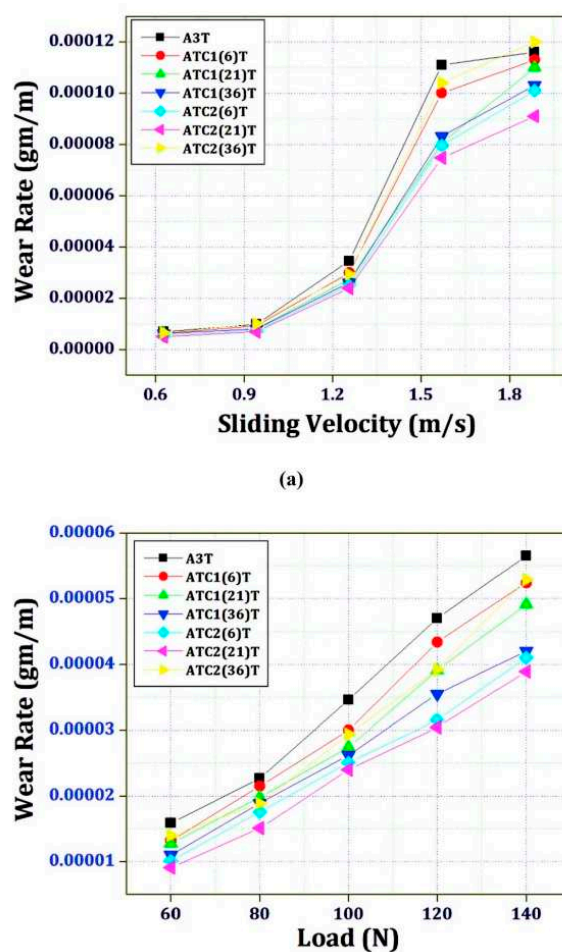 0.00012
0.00010
0.00008
0.00006
0.00004
0.00002
0.00000
Wear Rate (gm/m)
A3T
ATC1(6)T
ATC1(21)T
ATC1(36)T
ATC2(6)T
ATC2(21)T
ATC2(36)T
0.6 0.9 1.2 1.5 1.8
Sliding Velocity (m/s)
(a)
0.00006
0.00005
0.00004
0.00003
0.00002
0.00001
Wear Rate (gm/m)
A3T
ATC1(6)T
ATC1(21)T
ATC1(36)T
ATC2(6)T
ATC2(21)T
ATC2(36)T
60 80 100 120 140
Load (N)